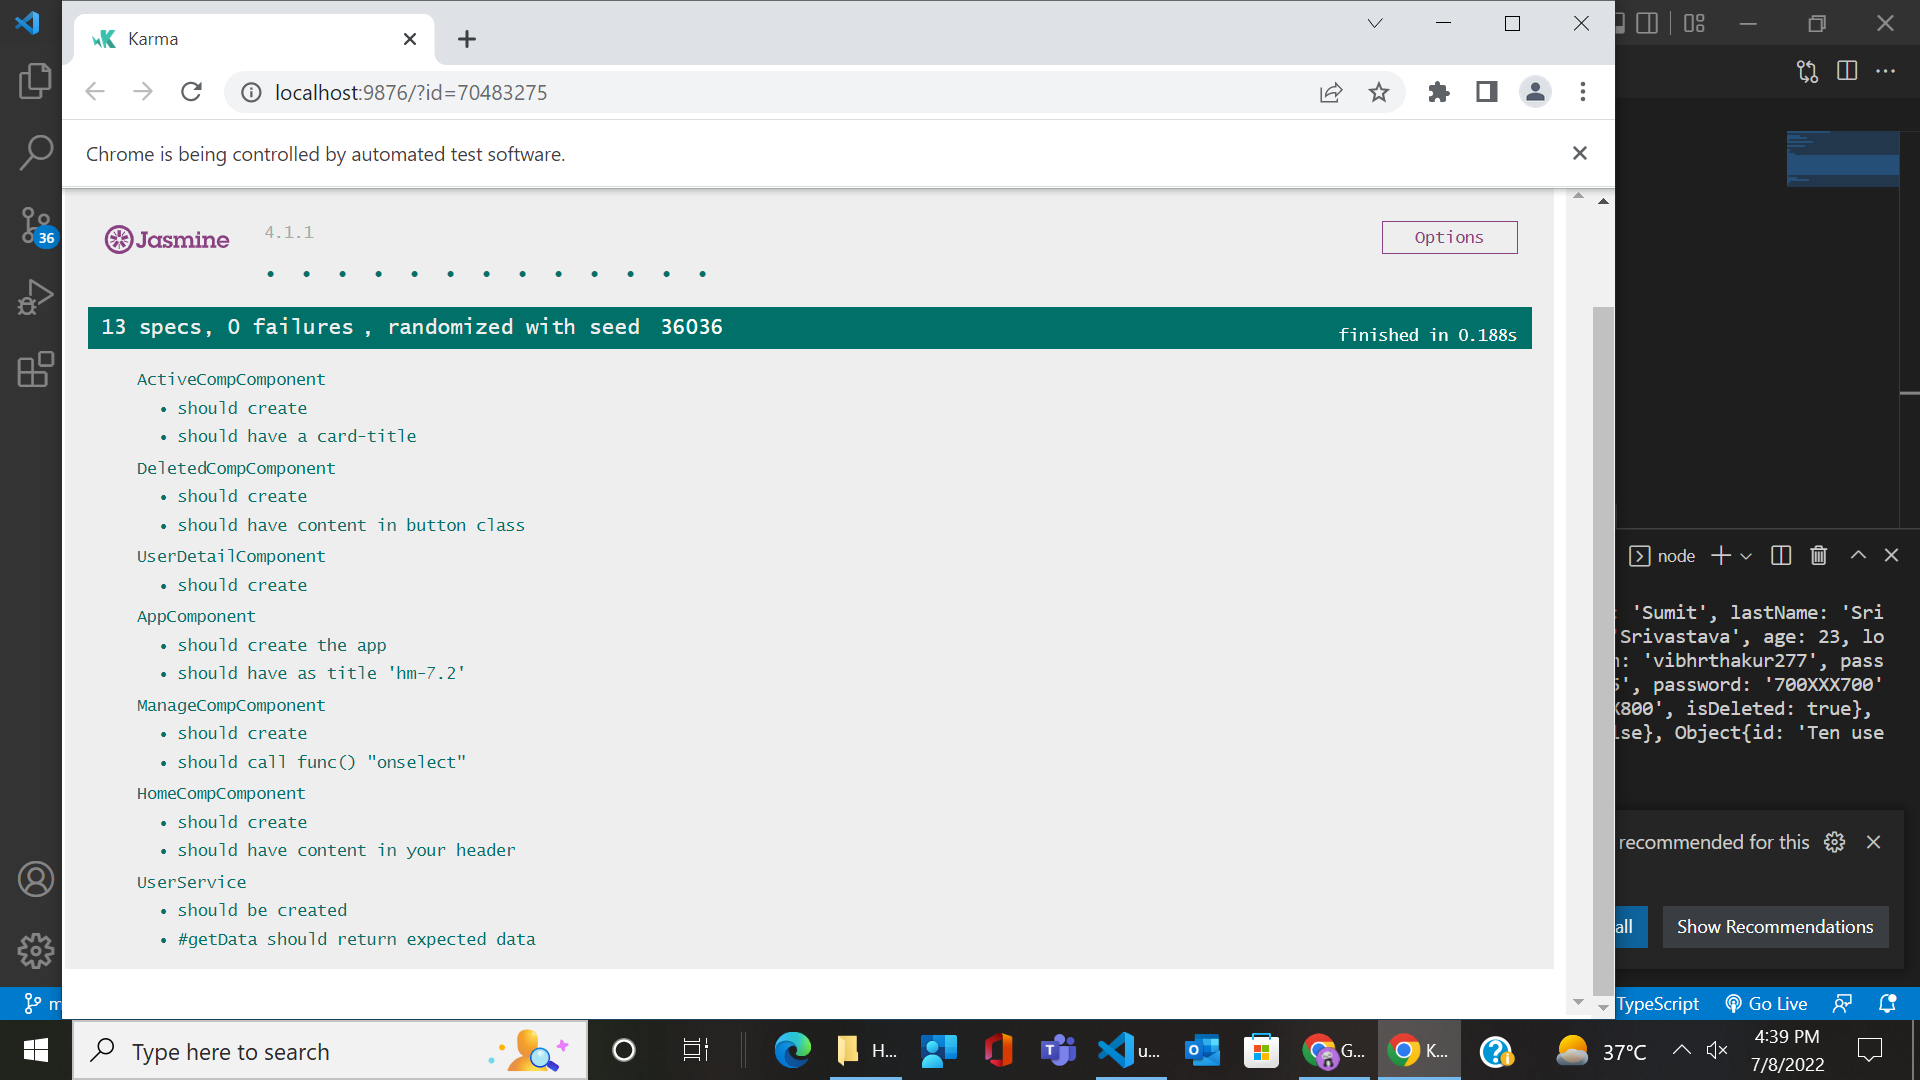 Karma
localhost:9876/?id=70483275
Chrome is being controlled by automated test software.
Jasmine 4.1.1
Options
13 specs, 0 failures, randomized with seed 36036
finished in 0.188s
ActiveCompComponent
• should create
• should have a card-title
DeletedCompComponent
• should create
• should have content in button class
UserDetailComponent
• should create
AppComponent
• should create the app
• should have as title 'hm-7.2'
ManageCompComponent
• should create
• should call func() "onselect"
HomeCompComponent
• should create
• should have content in your header
UserService
• should be created
• #getData should return expected data
36
node
: 'Sumit', lastName: 'Sri
'Srivastava', age: 23, lo
: 'vibhrthakur277', pass
', password: '700XXX700'
X800', isDeleted: true},
lse}, Object{id: 'Ten use
recommended for this
all
Show Recommendations
m
TypeScript
Go Live
Type here to search
H...
u...
G...
K...
37°C
4:39 PM
7/8/2022